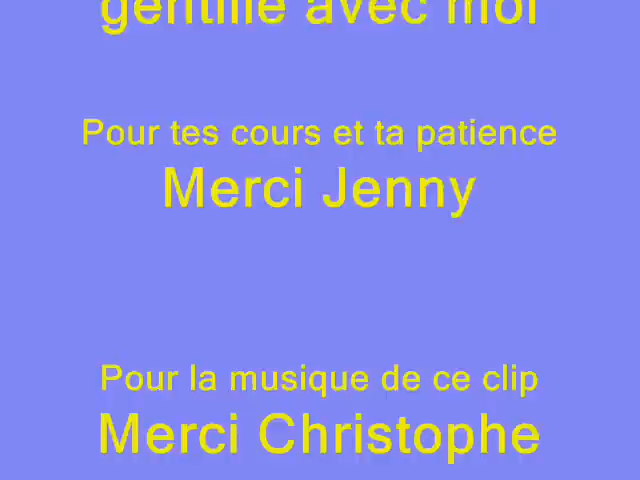 gentille avec moi
Pour tes cours et ta patience
Merci Jenny
Pour la musique de ce clip
Merci Christophe